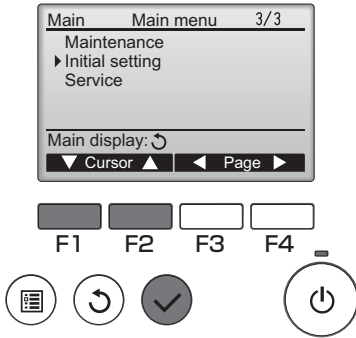 Main Main menu 3/3
Maintenance
Initial setting
Service
Main display:
Cursor Page
F1 F2 F3 F4